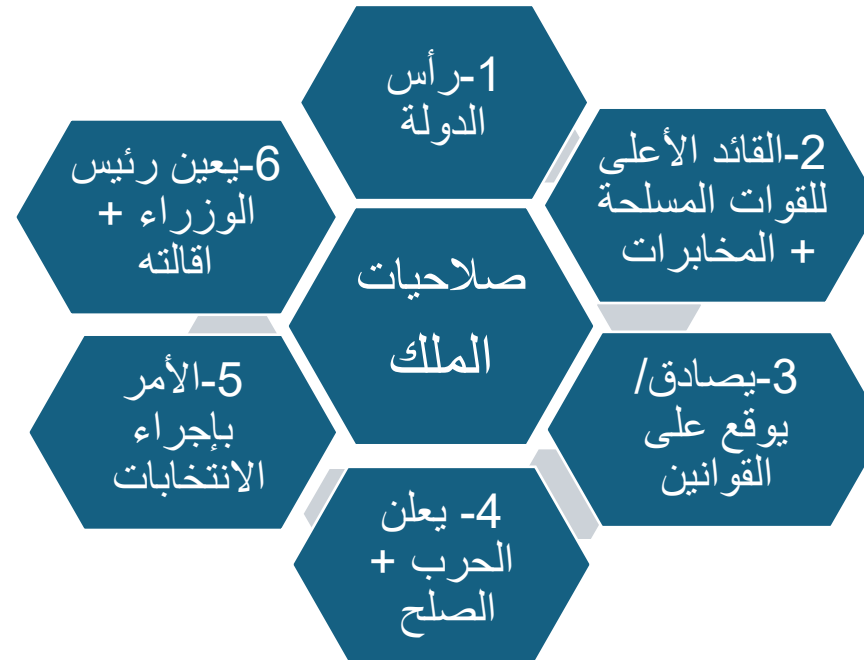 صلاحيات
الملك
1-رأس
الدولة
2-القائد الأعلى
للقوات المسلحة
+ المخابرات
3-يصادق/
يوقع على
القوانين
4- يعلن
الحرب +
الصلح
5-الأمر
بإجراء
الانتخابات
6-يعين رئيس
الوزراء +
اقالته